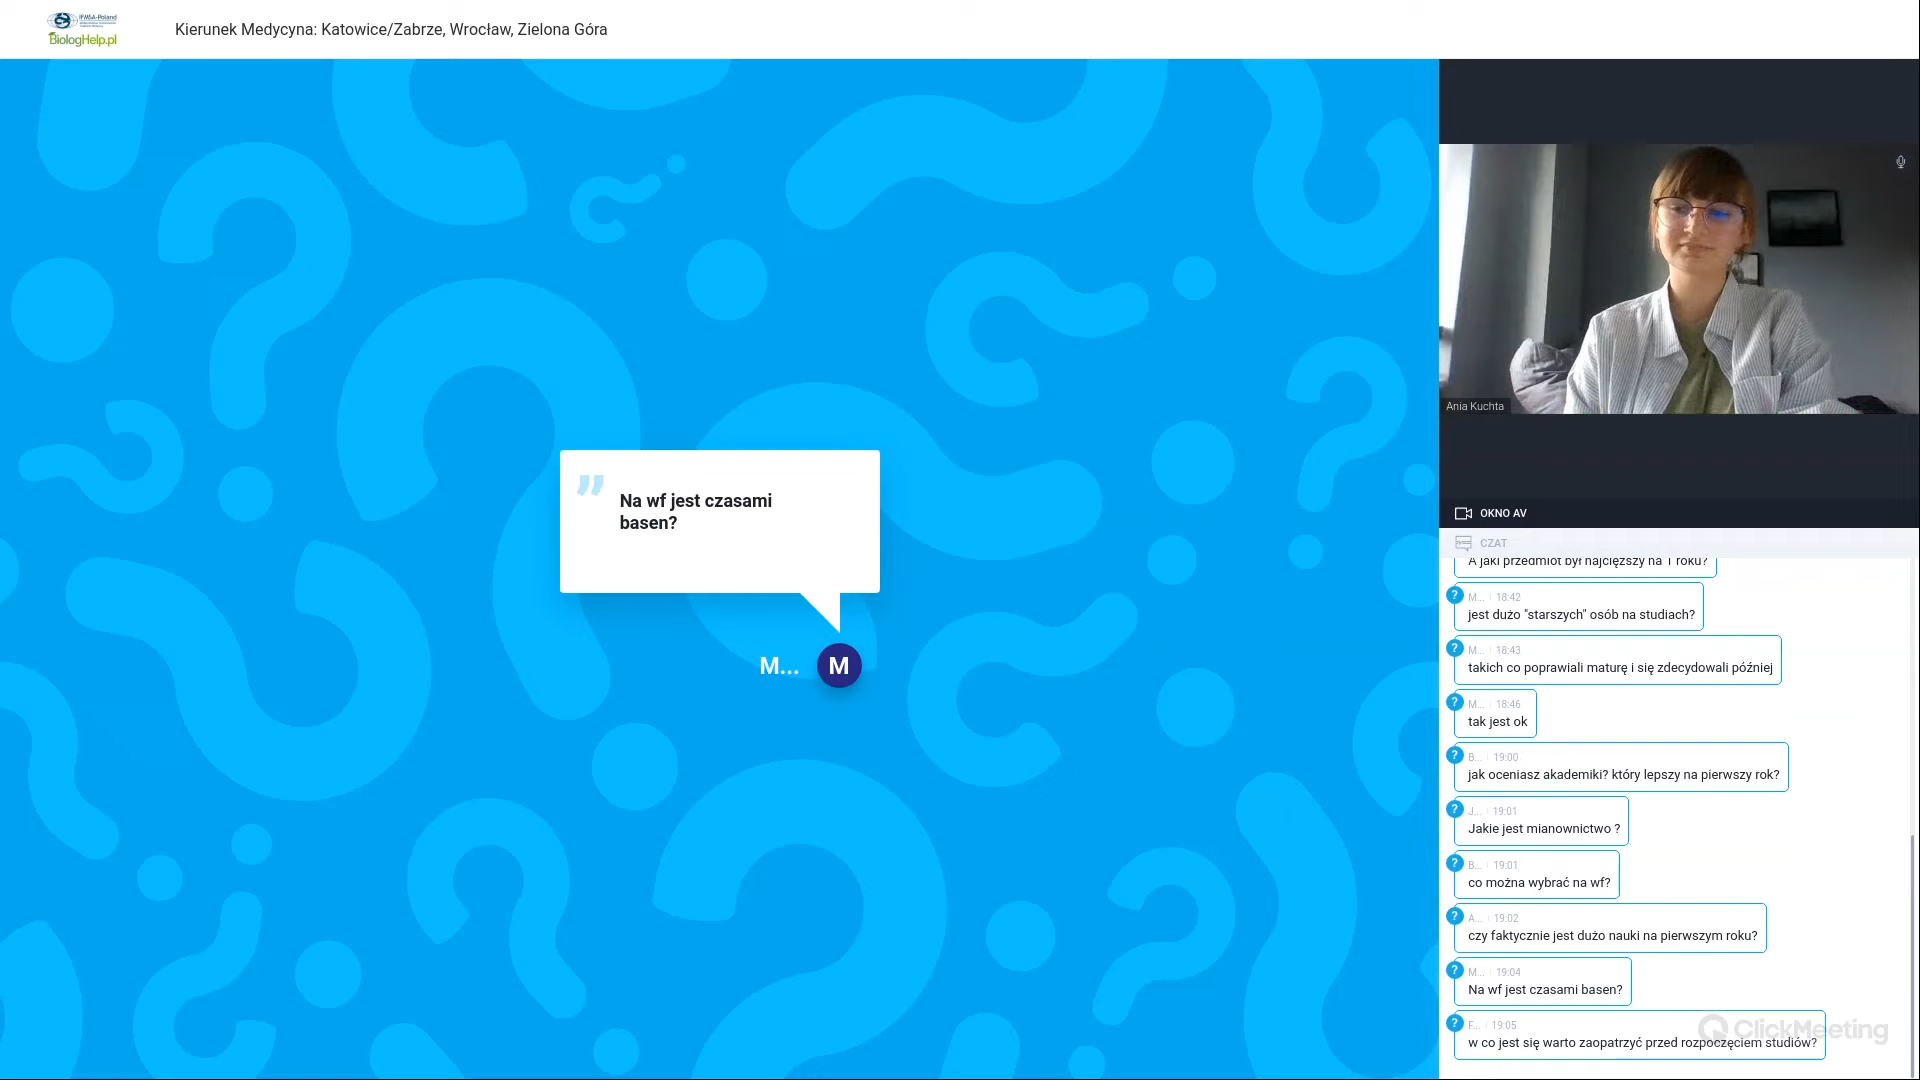 IFMSA-Poland
BiologHelp.pl
Kierunek Medycyna: Katowice/Zabrze, Wrocław, Zielona Góra
Na wf jest czasami
basen?
M...
M
Ania Kuchta
OKNO AV
CZAT
A jaki przedmiot był najcięższy na 1 roku?
? M... 18:42
jest dużo "starszych" osób na studiach?
? M... 18:43
takich co poprawiali maturę i się zdecydowali później
? M... 18:46
tak jest ok
? B... 19:00
jak oceniasz akademiki? który lepszy na pierwszy rok?
? J... 19:01
Jakie jest mianownictwo ?
? B... 19:01
co można wybrać na wf?
? A... 19:02
czy faktycznie jest dużo nauki na pierwszym roku?
? M... 19:04
Na wf jest czasami basen?
? F... 19:05
w co jest się warto zaopatrzyć przed rozpoczęciem studiów?
ClickMeeting